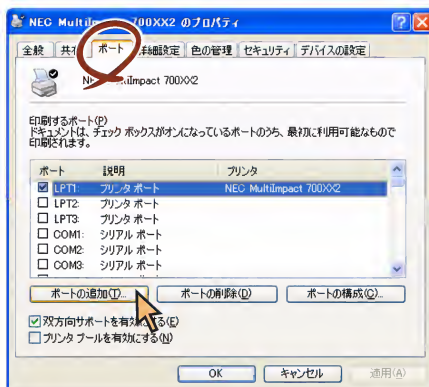 NEC MultiImpact 700XX2 のプロパティ
全般 共有 ポート 詳細設定 色の管理 セキュリティ デバイスの設定
NEC MultiImpact 700XX2
印刷するポート(P)
ドキュメントは、チェック ボックスがオンになっているポートのうち、最初に利用可能なもので
印刷されます。
ポート 説明 プリンタ
LPT1: プリンタ ポート NEC MultiImpact 700XX2
LPT2: プリンタ ポート
LPT3: プリンタ ポート
COM1: シリアル ポート
COM2: シリアル ポート
COM3: シリアル ポート
ポートの追加(T)... ポートの削除(D) ポートの構成(C)...
双方向サポートを有効にする(E)
プリンタ プールを有効にする(N)
OK キャンセル 適用(A)